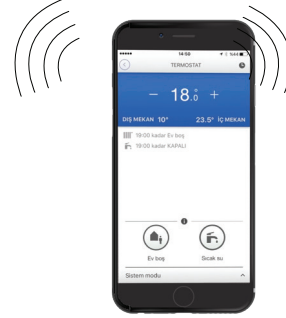 14:50
TERMOSTAT
− 18.0° +
DIŞ MEKAN 10° 23.5° İÇ MEKAN
19:00 kadar Ev boş
19:00 kadar KAPALI
Ev boş Sıcak su
Sistem modu